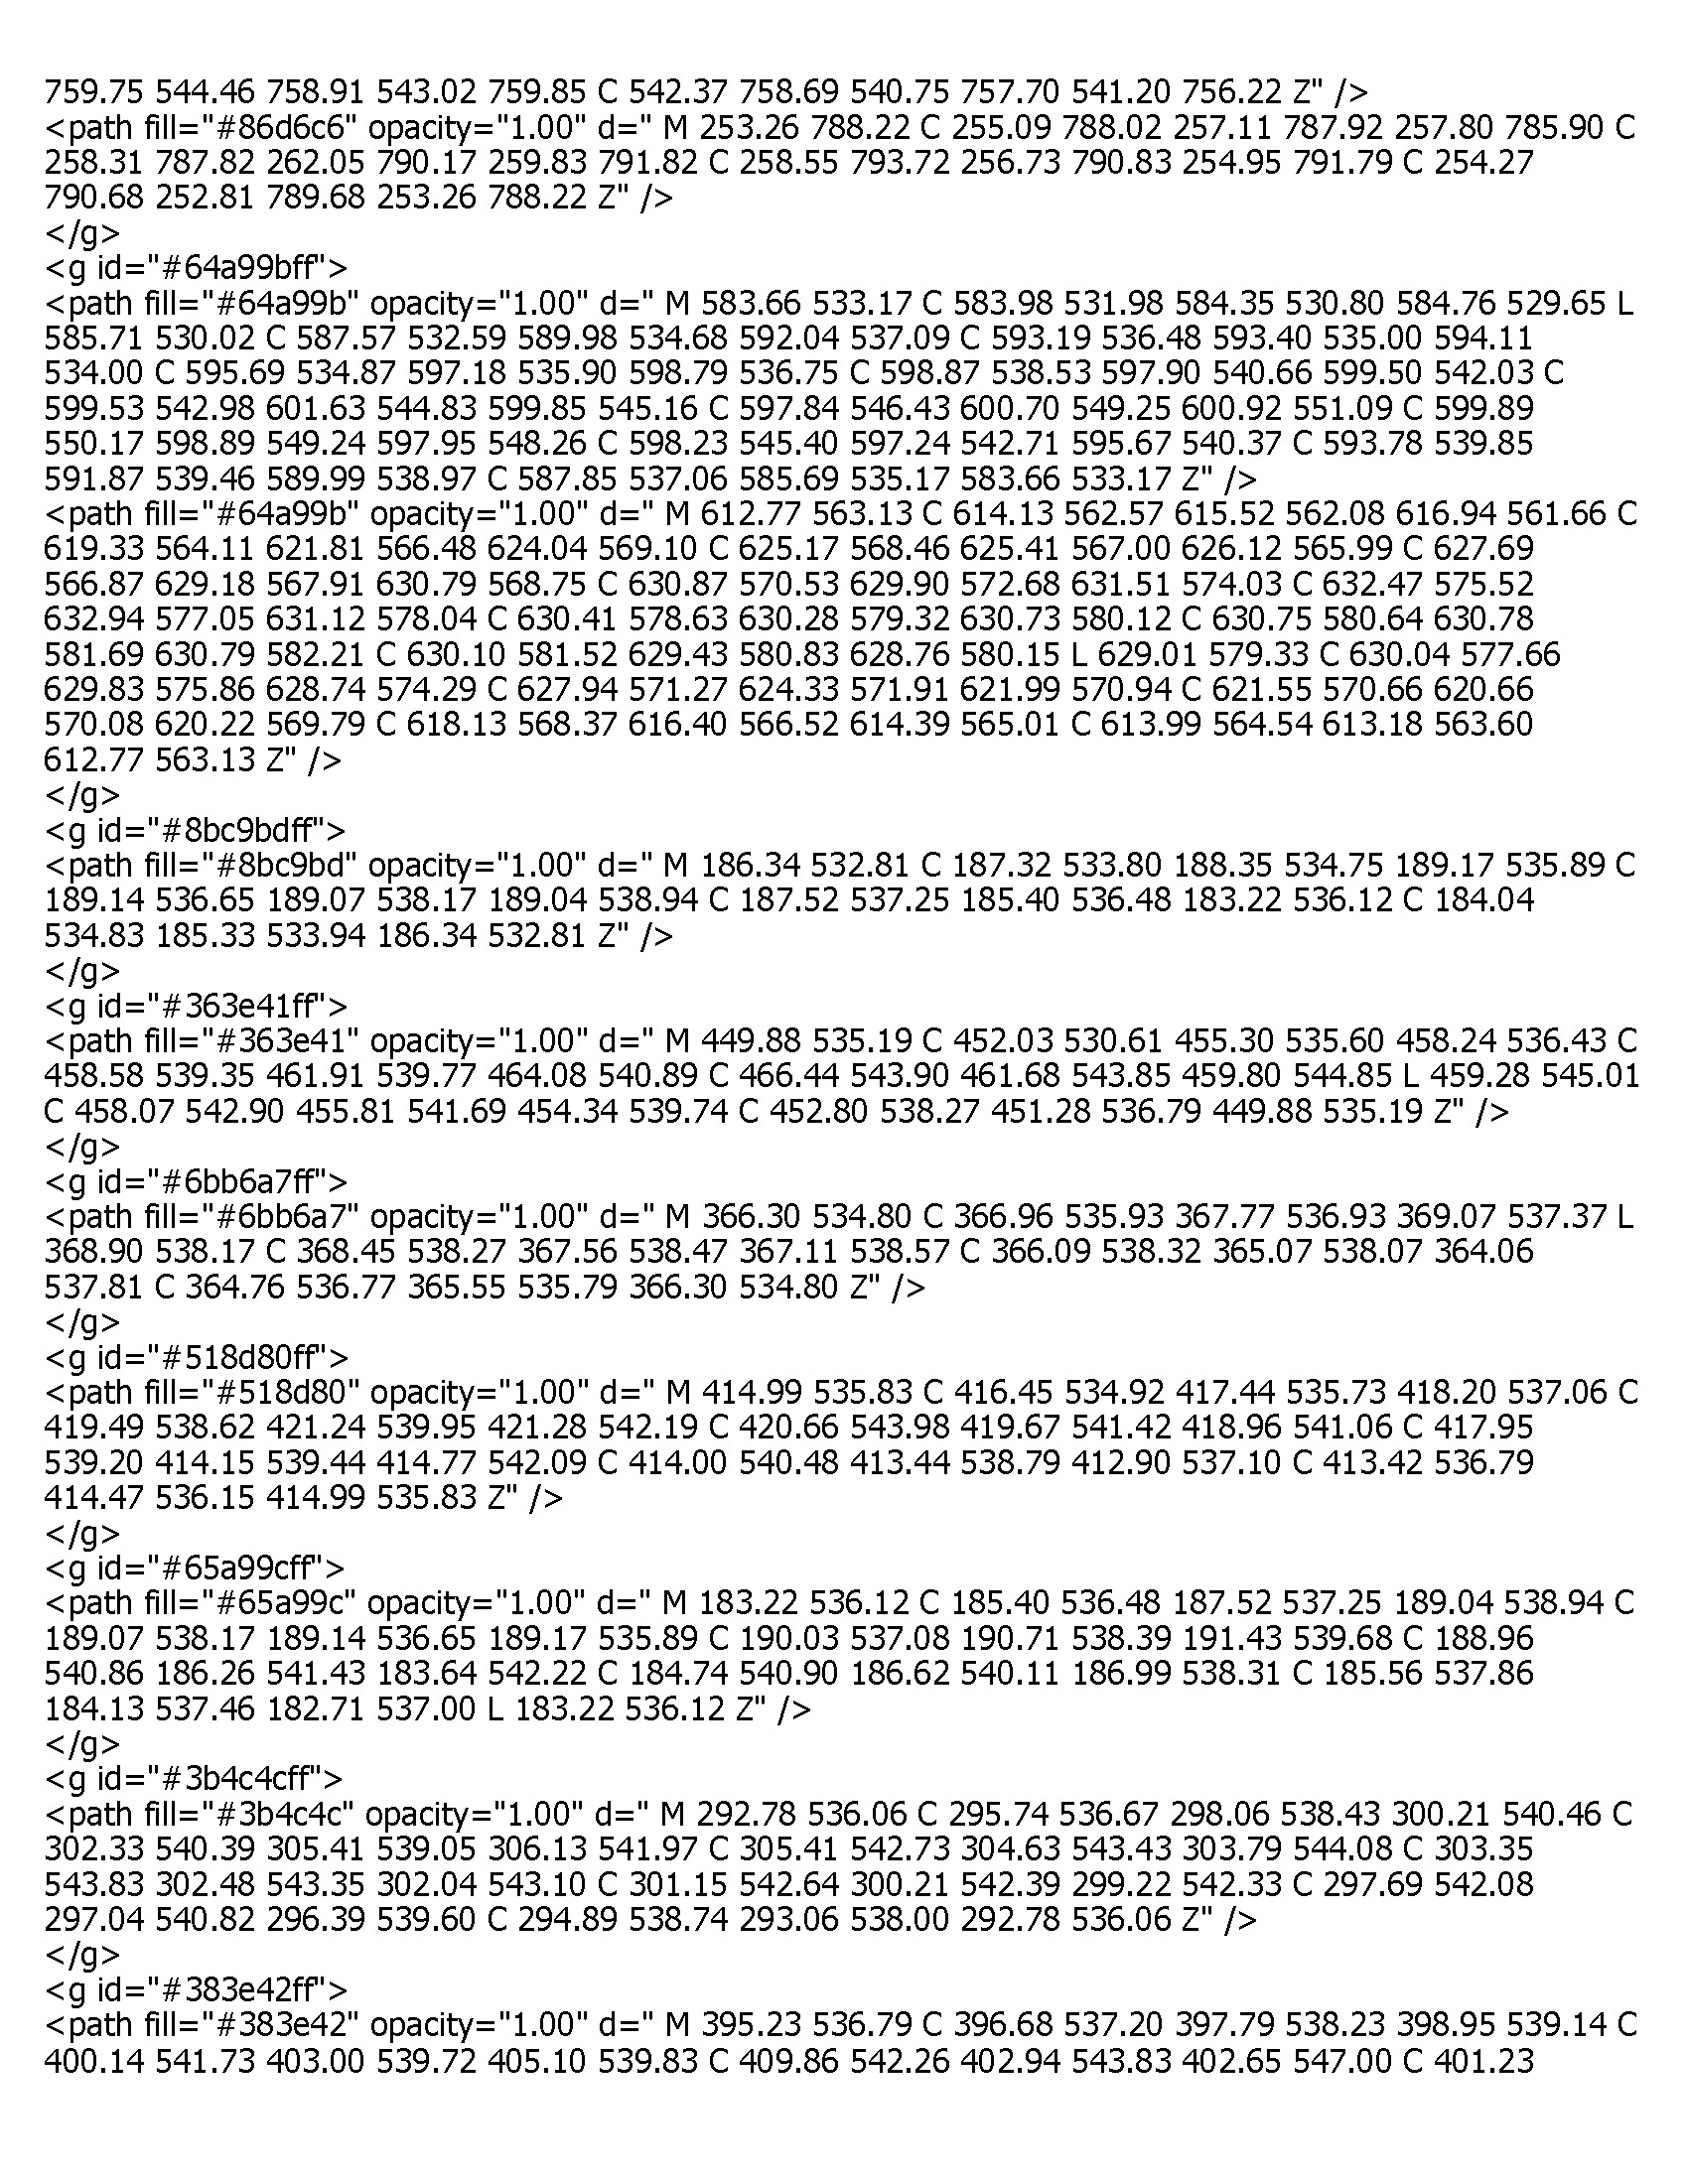 759.75 544.46 758.91 543.02 759.85 C 542.37 758.69 540.75 757.70 541.20 756.22 Z" />
<path fill="#86d6c6" opacity="1.00" d=" M 253.26 788.22 C 255.09 788.02 257.11 787.92 257.80 785.90 C
258.31 787.82 262.05 790.17 259.83 791.82 C 258.55 793.72 256.73 790.83 254.95 791.79 C 254.27
790.68 252.81 789.68 253.26 788.22 Z" />
</g>
<g id="#64a99bff">
<path fill="#64a99b" opacity="1.00" d=" M 583.66 533.17 C 583.98 531.98 584.35 530.80 584.76 529.65 L
585.71 530.02 C 587.57 532.59 589.98 534.68 592.04 537.09 C 593.19 536.48 593.40 535.00 594.11
534.00 C 595.69 534.87 597.18 535.90 598.79 536.75 C 598.87 538.53 597.90 540.66 599.50 542.03 C
599.53 542.98 601.63 544.83 599.85 545.16 C 597.84 546.43 600.70 549.25 600.92 551.09 C 599.89
550.17 598.89 549.24 597.95 548.26 C 598.23 545.40 597.24 542.71 595.67 540.37 C 593.78 539.85
591.87 539.46 589.99 538.97 C 587.85 537.06 585.69 535.17 583.66 533.17 Z" />
<path fill="#64a99b" opacity="1.00" d=" M 612.77 563.13 C 614.13 562.57 615.52 562.08 616.94 561.66 C
619.33 564.11 621.81 566.48 624.04 569.10 C 625.17 568.46 625.41 567.00 626.12 565.99 C 627.69
566.87 629.18 567.91 630.79 568.75 C 630.87 570.53 629.90 572.68 631.51 574.03 C 632.47 575.52
632.94 577.05 631.12 578.04 C 630.41 578.63 630.28 579.32 630.73 580.12 C 630.75 580.64 630.78
581.69 630.79 582.21 C 630.10 581.52 629.43 580.83 628.76 580.15 L 629.01 579.33 C 630.04 577.66
629.83 575.86 628.74 574.29 C 627.94 571.27 624.33 571.91 621.99 570.94 C 621.55 570.66 620.66
570.08 620.22 569.79 C 618.13 568.37 616.40 566.52 614.39 565.01 C 613.99 564.54 613.18 563.60
612.77 563.13 Z" />
</g>
<g id="#8bc9bdff">
<path fill="#8bc9bd" opacity="1.00" d=" M 186.34 532.81 C 187.32 533.80 188.35 534.75 189.17 535.89 C
189.14 536.65 189.07 538.17 189.04 538.94 C 187.52 537.25 185.40 536.48 183.22 536.12 C 184.04
534.83 185.33 533.94 186.34 532.81 Z" />
</g>
<g id="#363e41ff">
<path fill="#363e41" opacity="1.00" d=" M 449.88 535.19 C 452.03 530.61 455.30 535.60 458.24 536.43 C
458.58 539.35 461.91 539.77 464.08 540.89 C 466.44 543.90 461.68 543.85 459.80 544.85 L 459.28 545.01
C 458.07 542.90 455.81 541.69 454.34 539.74 C 452.80 538.27 451.28 536.79 449.88 535.19 Z" />
</g>
<g id="#6bb6a7ff">
<path fill="#6bb6a7" opacity="1.00" d=" M 366.30 534.80 C 366.96 535.93 367.77 536.93 369.07 537.37 L
368.90 538.17 C 368.45 538.27 367.56 538.47 367.11 538.57 C 366.09 538.32 365.07 538.07 364.06
537.81 C 364.76 536.77 365.55 535.79 366.30 534.80 Z" />
</g>
<g id="#518d80ff">
<path fill="#518d80" opacity="1.00" d=" M 414.99 535.83 C 416.45 534.92 417.44 535.73 418.20 537.06 C
419.49 538.62 421.24 539.95 421.28 542.19 C 420.66 543.98 419.67 541.42 418.96 541.06 C 417.95
539.20 414.15 539.44 414.77 542.09 C 414.00 540.48 413.44 538.79 412.90 537.10 C 413.42 536.79
414.47 536.15 414.99 535.83 Z" />
</g>
<g id="#65a99cff">
<path fill="#65a99c" opacity="1.00" d=" M 183.22 536.12 C 185.40 536.48 187.52 537.25 189.04 538.94 C
189.07 538.17 189.14 536.65 189.17 535.89 C 190.03 537.08 190.71 538.39 191.43 539.68 C 188.96
540.86 186.26 541.43 183.64 542.22 C 184.74 540.90 186.62 540.11 186.99 538.31 C 185.56 537.86
184.13 537.46 182.71 537.00 L 183.22 536.12 Z" />
</g>
<g id="#3b4c4cff">
<path fill="#3b4c4c" opacity="1.00" d=" M 292.78 536.06 C 295.74 536.67 298.06 538.43 300.21 540.46 C
302.33 540.39 305.41 539.05 306.13 541.97 C 305.41 542.73 304.63 543.43 303.79 544.08 C 303.35
543.83 302.48 543.35 302.04 543.10 C 301.15 542.64 300.21 542.39 299.22 542.33 C 297.69 542.08
297.04 540.82 296.39 539.60 C 294.89 538.74 293.06 538.00 292.78 536.06 Z" />
</g>
<g id="#383e42ff">
<path fill="#383e42" opacity="1.00" d=" M 395.23 536.79 C 396.68 537.20 397.79 538.23 398.95 539.14 C
400.14 541.73 403.00 539.72 405.10 539.83 C 409.86 542.26 402.94 543.83 402.65 547.00 C 401.23